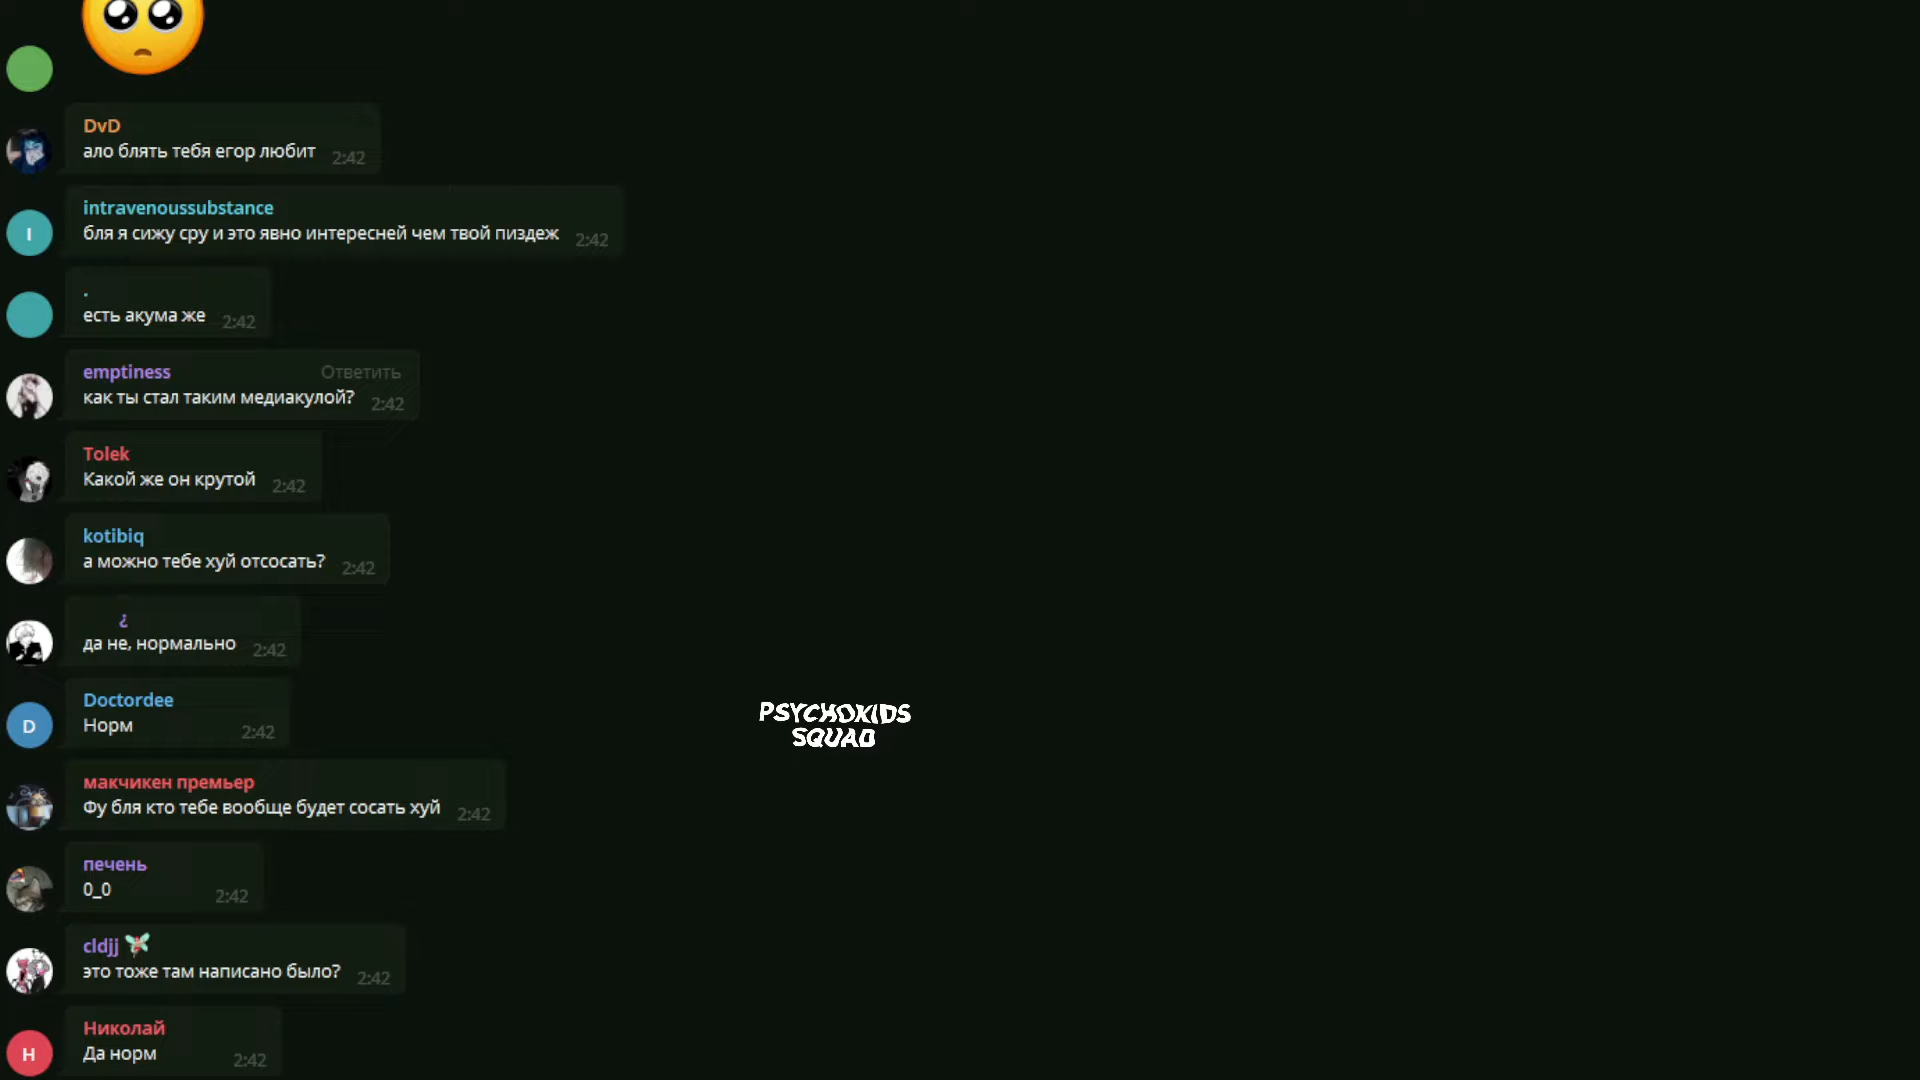 DvD
ало блять тебя егор любит 2:42
I
intravenoussubstance
бля я сижу сру и это явно интересней чем твой пиздеж 2:42
.
есть акума же 2:42
emptiness Ответить
как ты стал таким медиакулой? 2:42
Tolek
Какой же он крутой 2:42
kotibiq
а можно тебе хуй отсосать? 2:42
¿
да не, нормально 2:42
D
Doctordee
Норм 2:42
PSYCHOKIDS
SQUAD
макчикен премьер
Фу бля кто тебе вообще будет сосать хуй 2:42
печень
0_0 2:42
cldjj
это тоже там написано было? 2:42
Н
Николай
Да норм 2:42